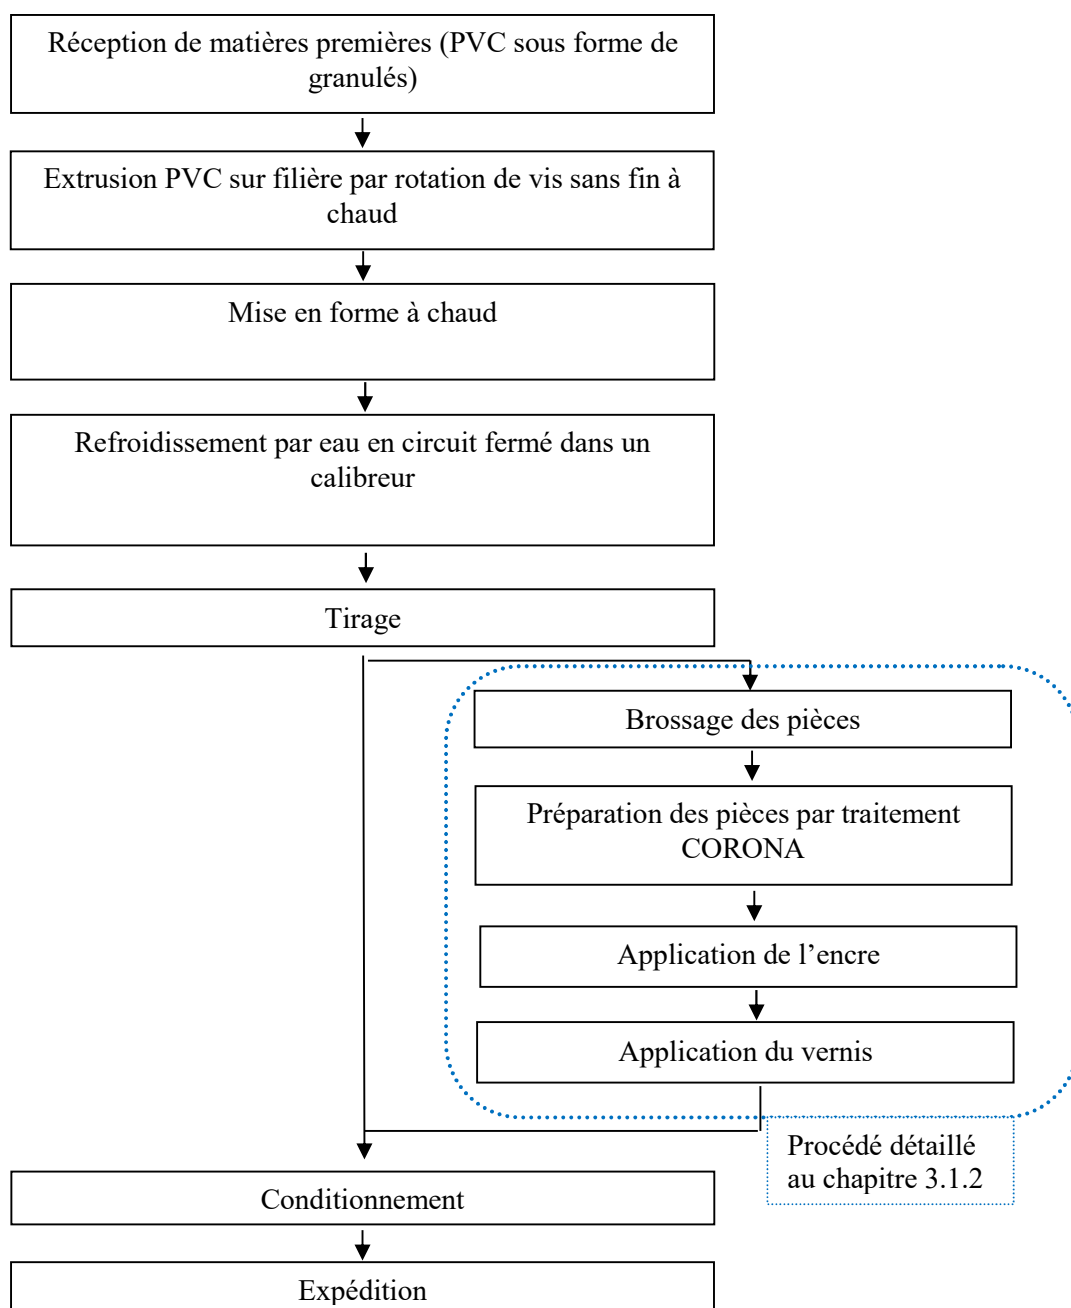 Réception de matières premières (PVC sous forme de
granulés)
Extrusion PVC sur filière par rotation de vis sans fin à
chaud
Mise en forme à chaud
Refroidissement par eau en circuit fermé dans un
calibreur
Tirage
Brossage des pièces
Préparation des pièces par traitement
CORONA
Application de l’encre
Application du vernis
Procédé détaillé
au chapitre 3.1.2
Conditionnement
Expédition